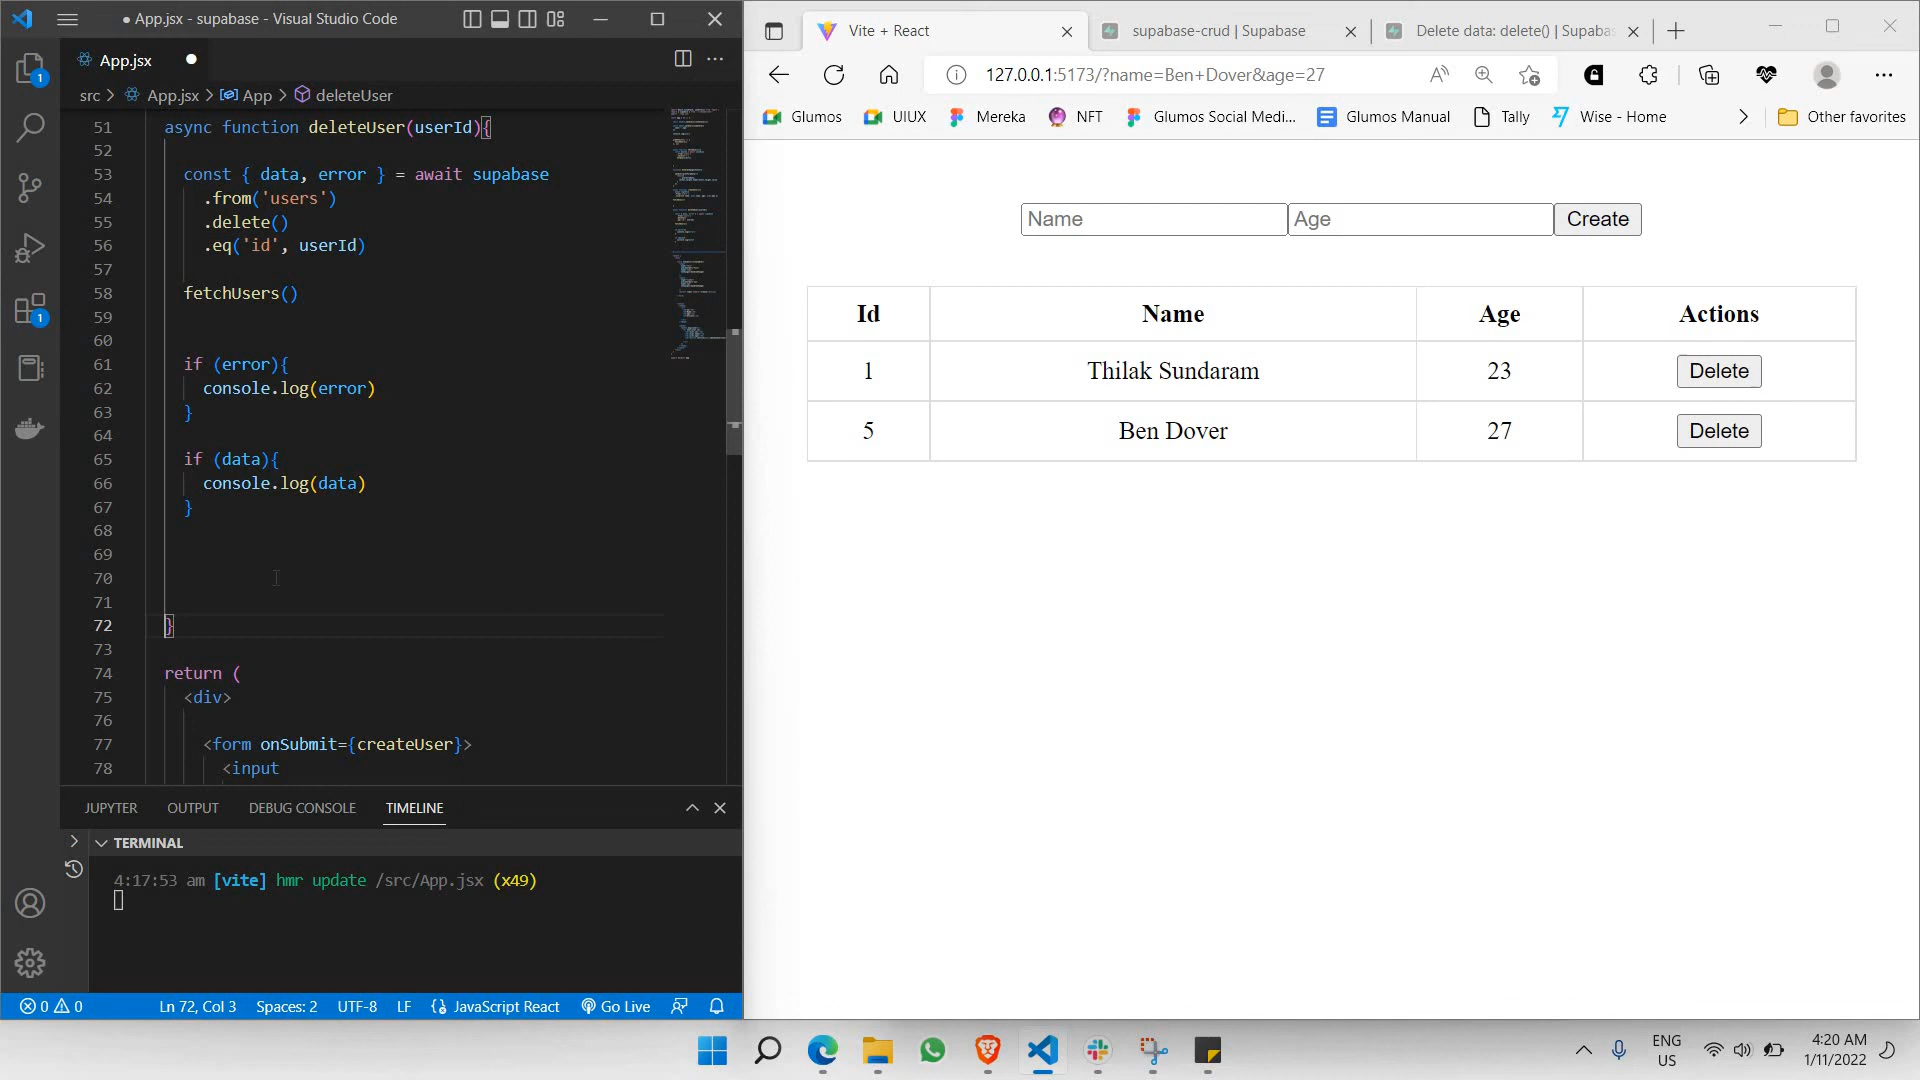 ● App.jsx - supabase - Visual Studio Code
App.jsx
src > App.jsx > App > deleteUser
51 async function deleteUser(userId){
52
53 const { data, error } = await supabase
54 .from('users')
55 .delete()
56 .eq('id', userId)
57
58 fetchUsers()
59
60
61 if (error){
62 console.log(error)
63 }
64
65 if (data){
66 console.log(data)
67 }
68
69
70
71
72 }
73
74 return (
75 <div>
76
77 <form onSubmit={createUser}>
78 <input
JUPYTER OUTPUT DEBUG CONSOLE TIMELINE
TERMINAL
4:17:53 am [vite] hmr update /src/App.jsx (x49)
0 0 Ln 72, Col 3 Spaces: 2 UTF-8 LF JavaScript React Go Live
1
1
Vite + React
supabase-crud | Supabase
Delete data: delete() | Supabas
127.0.0.1:5173/?name=Ben+Dover&age=27
Glumos UIUX Mereka NFT Glumos Social Medi... Glumos Manual Tally Wise - Home Other favorites
Name Age Create
Id Name Age Actions
1 Thilak Sundaram 23 Delete
5 Ben Dover 27 Delete
ENG
US
4:20 AM
1/11/2022